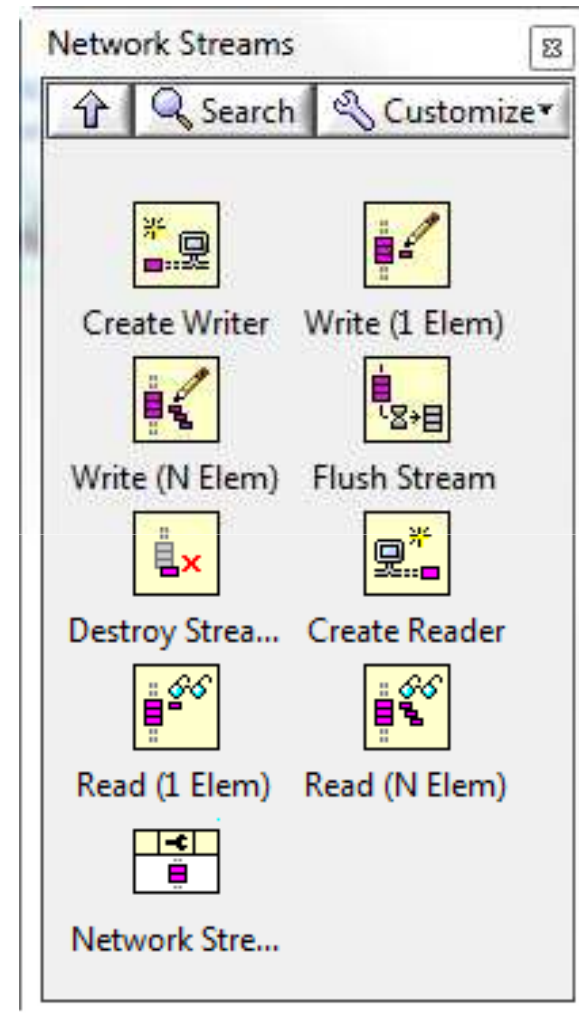 Network Streams
Search Customize
Create Writer Write (1 Elem)
Write (N Elem) Flush Stream
Destroy Strea... Create Reader
Read (1 Elem) Read (N Elem)
Network Stre...